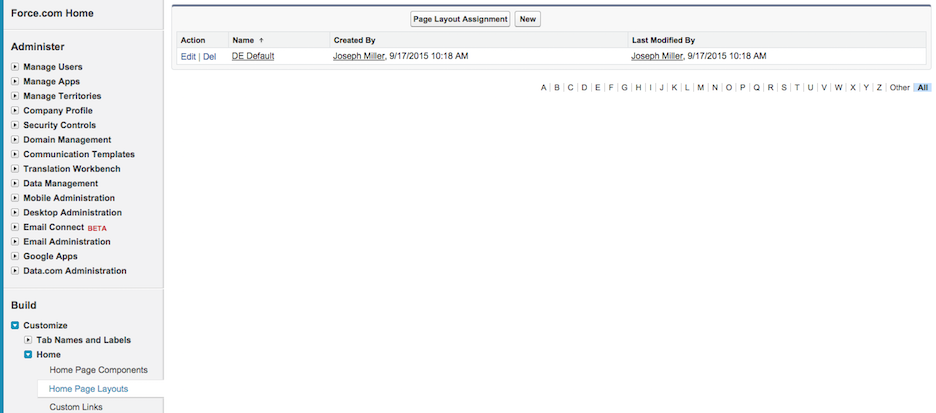 Force.com Home
Administer
Manage Users
Manage Apps
Manage Territories
Company Profile
Security Controls
Domain Management
Communication Templates
Translation Workbench
Data Management
Mobile Administration
Desktop Administration
Email Connect BETA
Email Administration
Google Apps
Data.com Administration
Build
Customize
Tab Names and Labels
Home
Home Page Components
Home Page Layouts
Custom Links
Page Layout Assignment New
Action Name ↑ Created By Last Modified By
Edit | Del DE Default Joseph Miller, 9/17/2015 10:18 AM Joseph Miller, 9/17/2015 10:18 AM
A | B | C | D | E | F | G | H | I | J | K | L | M | N | O | P | Q | R | S | T | U | V | W | X | Y | Z | Other | All